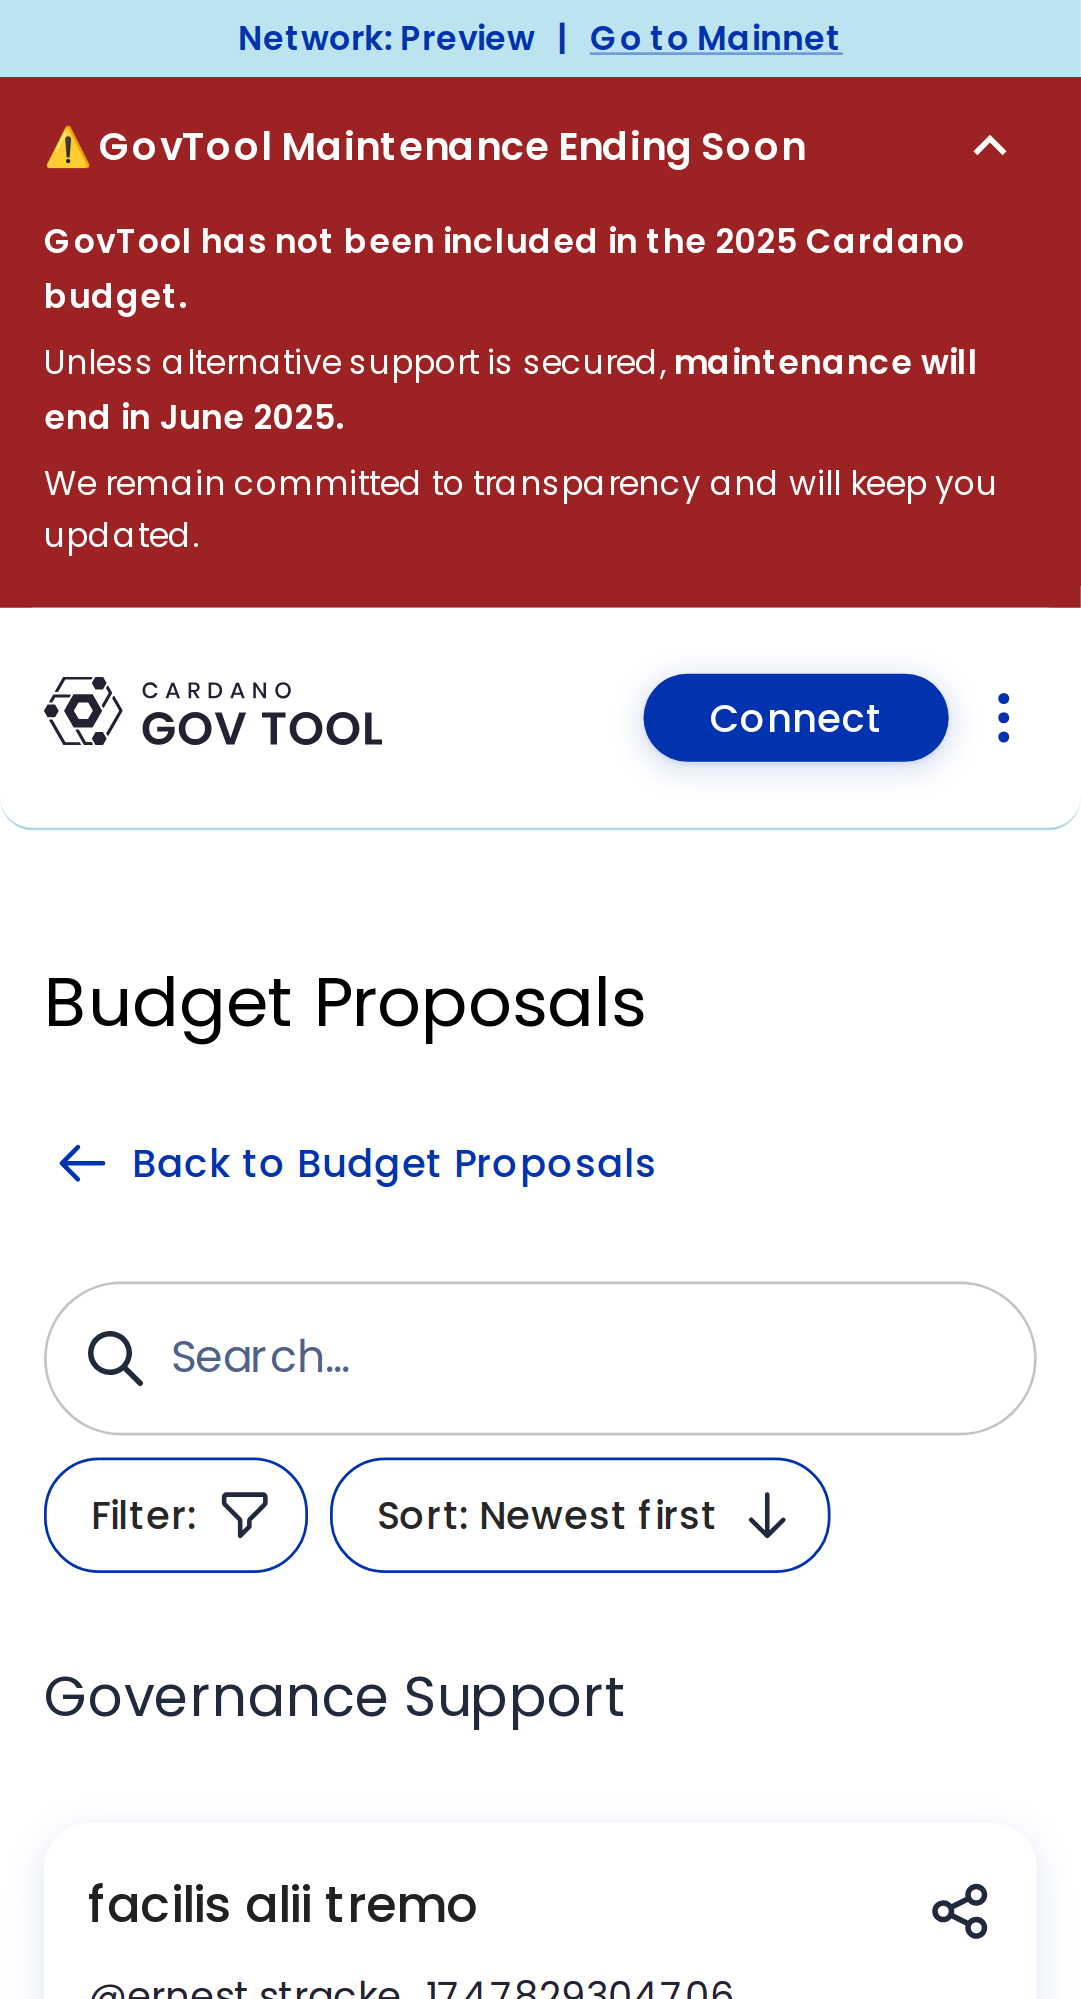 Network: Preview | Go to Mainnet
⚠️ GovTool Maintenance Ending Soon
GovTool has not been included in the 2025 Cardano
budget.
Unless alternative support is secured, maintenance will
end in June 2025.
We remain committed to transparency and will keep you
updated.
CARDANO
GOV TOOL
Connect
Budget Proposals
Back to Budget Proposals
Search...
Filter:
Sort: Newest first
Governance Support
facilis alii tremo
@ernest.stracke_1747829304706